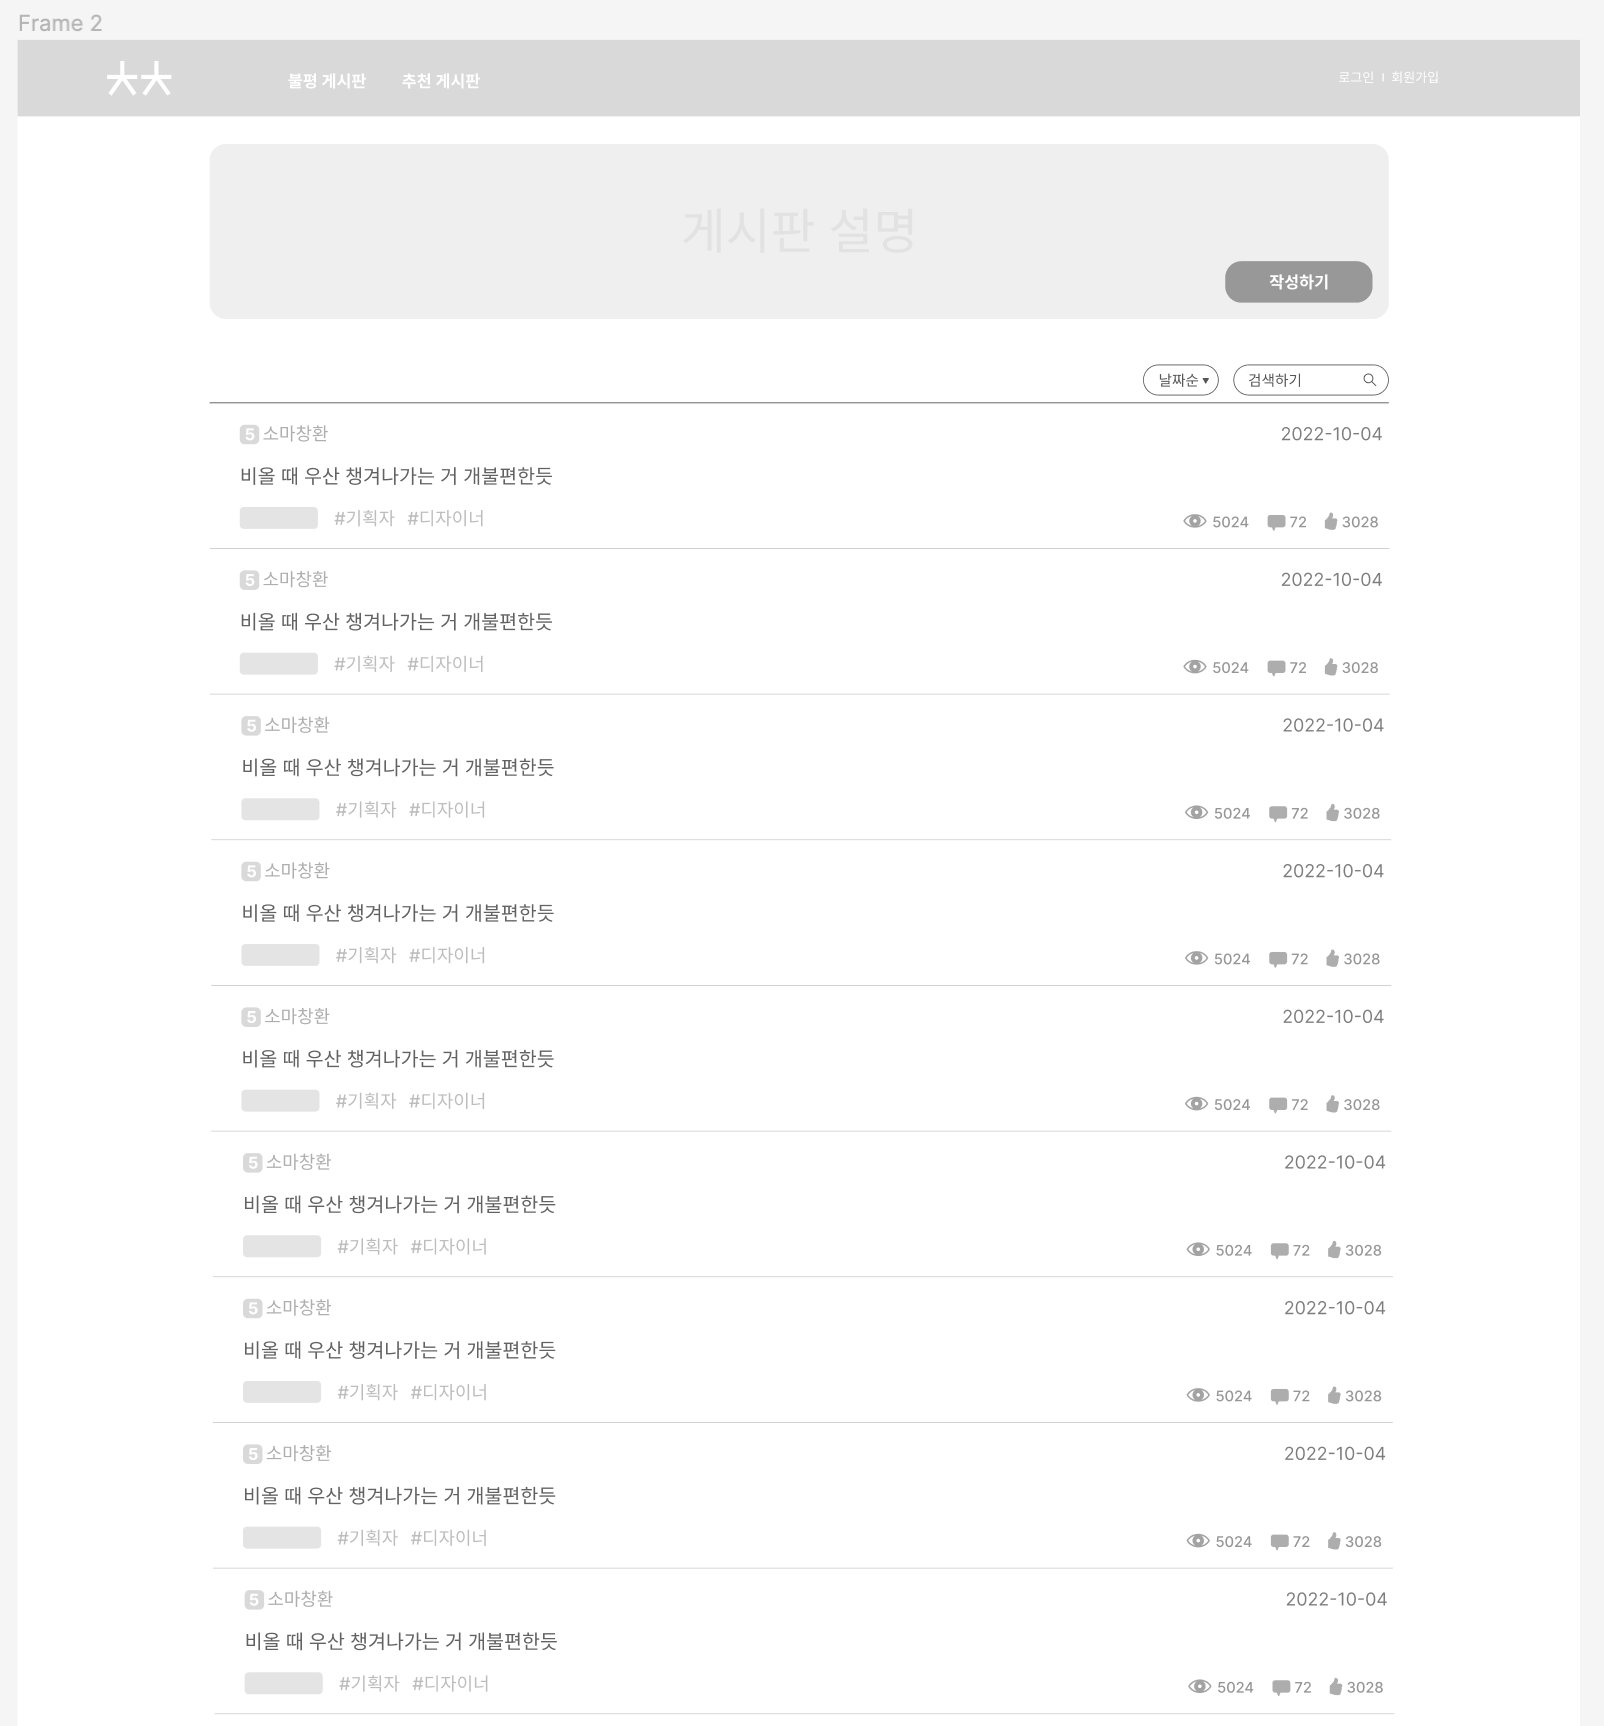 Frame 2
ㅊㅊ
불평 게시판 추천 게시판 로그인 | 회원가입
게시판 설명
작성하기
날짜순 ▾ 검색하기
5 소마창환 2022-10-04
비올 때 우산 챙겨나가는 거 개불편한듯
#기획자 #디자이너 5024 72 3028
5 소마창환 2022-10-04
비올 때 우산 챙겨나가는 거 개불편한듯
#기획자 #디자이너 5024 72 3028
5 소마창환 2022-10-04
비올 때 우산 챙겨나가는 거 개불편한듯
#기획자 #디자이너 5024 72 3028
5 소마창환 2022-10-04
비올 때 우산 챙겨나가는 거 개불편한듯
#기획자 #디자이너 5024 72 3028
5 소마창환 2022-10-04
비올 때 우산 챙겨나가는 거 개불편한듯
#기획자 #디자이너 5024 72 3028
5 소마창환 2022-10-04
비올 때 우산 챙겨나가는 거 개불편한듯
#기획자 #디자이너 5024 72 3028
5 소마창환 2022-10-04
비올 때 우산 챙겨나가는 거 개불편한듯
#기획자 #디자이너 5024 72 3028
5 소마창환 2022-10-04
비올 때 우산 챙겨나가는 거 개불편한듯
#기획자 #디자이너 5024 72 3028
5 소마창환 2022-10-04
비올 때 우산 챙겨나가는 거 개불편한듯
#기획자 #디자이너 5024 72 3028